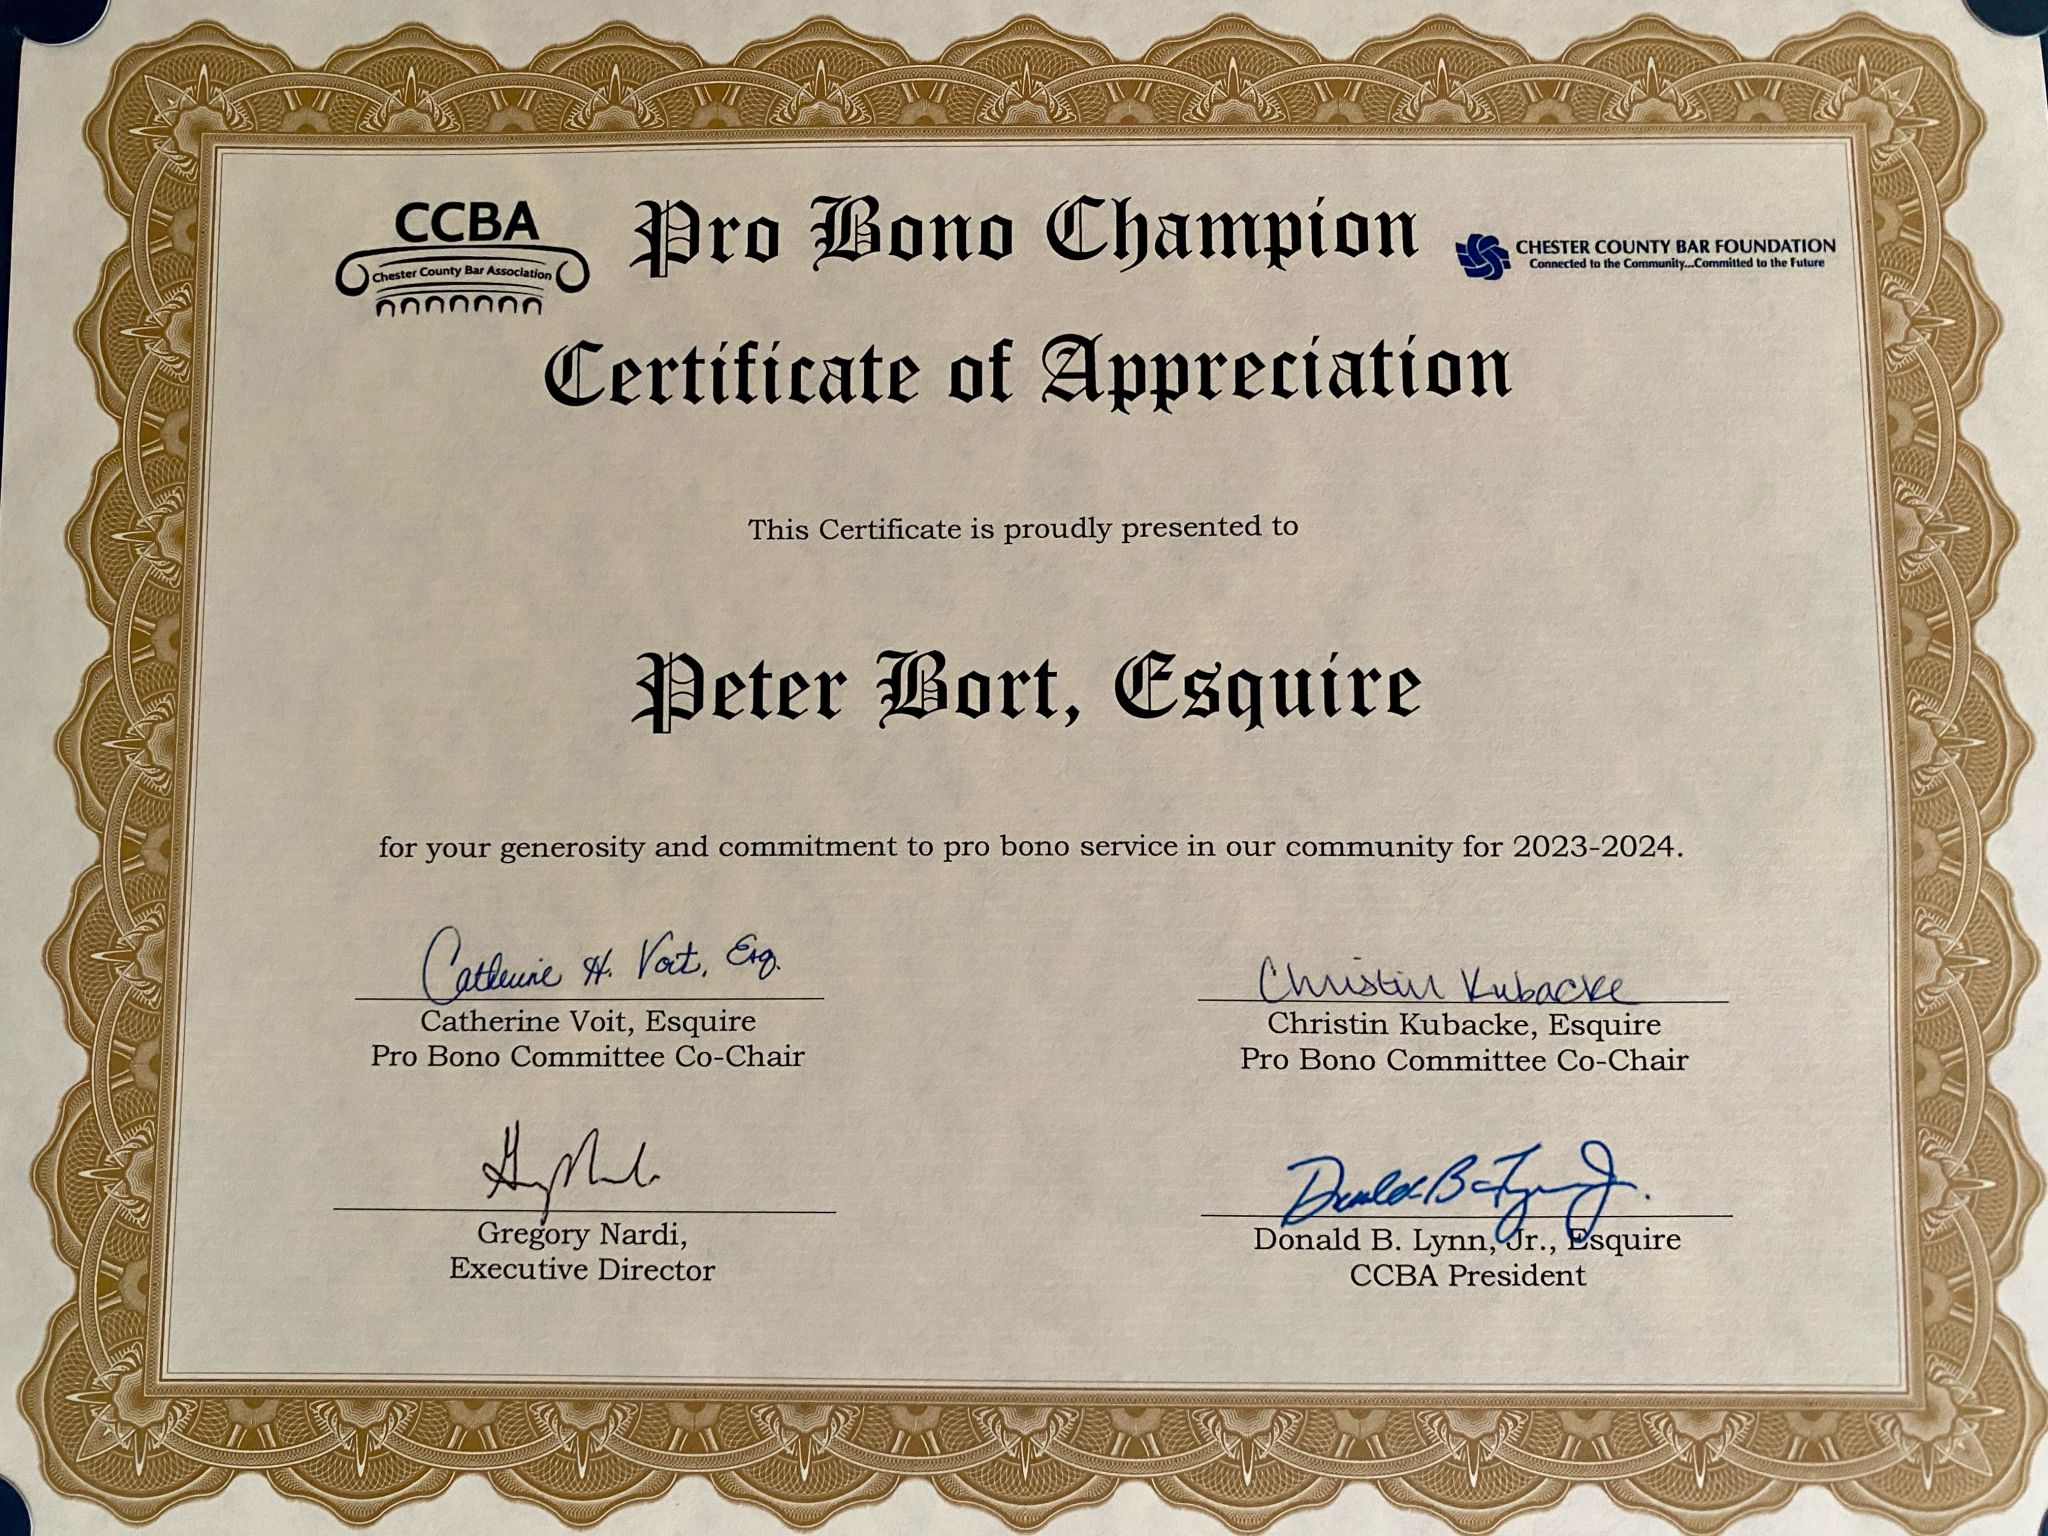 CCBA
Chester County Bar Association
Pro Bono Champion
CHESTER COUNTY BAR FOUNDATION
Connected to the Community...Committed to the Future
Certificate of Appreciation
This Certificate is proudly presented to
Peter Bort, Esquire
for your generosity and commitment to pro bono service in our community for 2023-2024.
Catherine H. Voit, Esq.
Catherine Voit, Esquire
Pro Bono Committee Co-Chair
Christin Kubacke
Christin Kubacke, Esquire
Pro Bono Committee Co-Chair
Gregory Nardi,
Executive Director
Donald B. Lynn, Jr.
Donald B. Lynn, Jr., Esquire
CCBA President